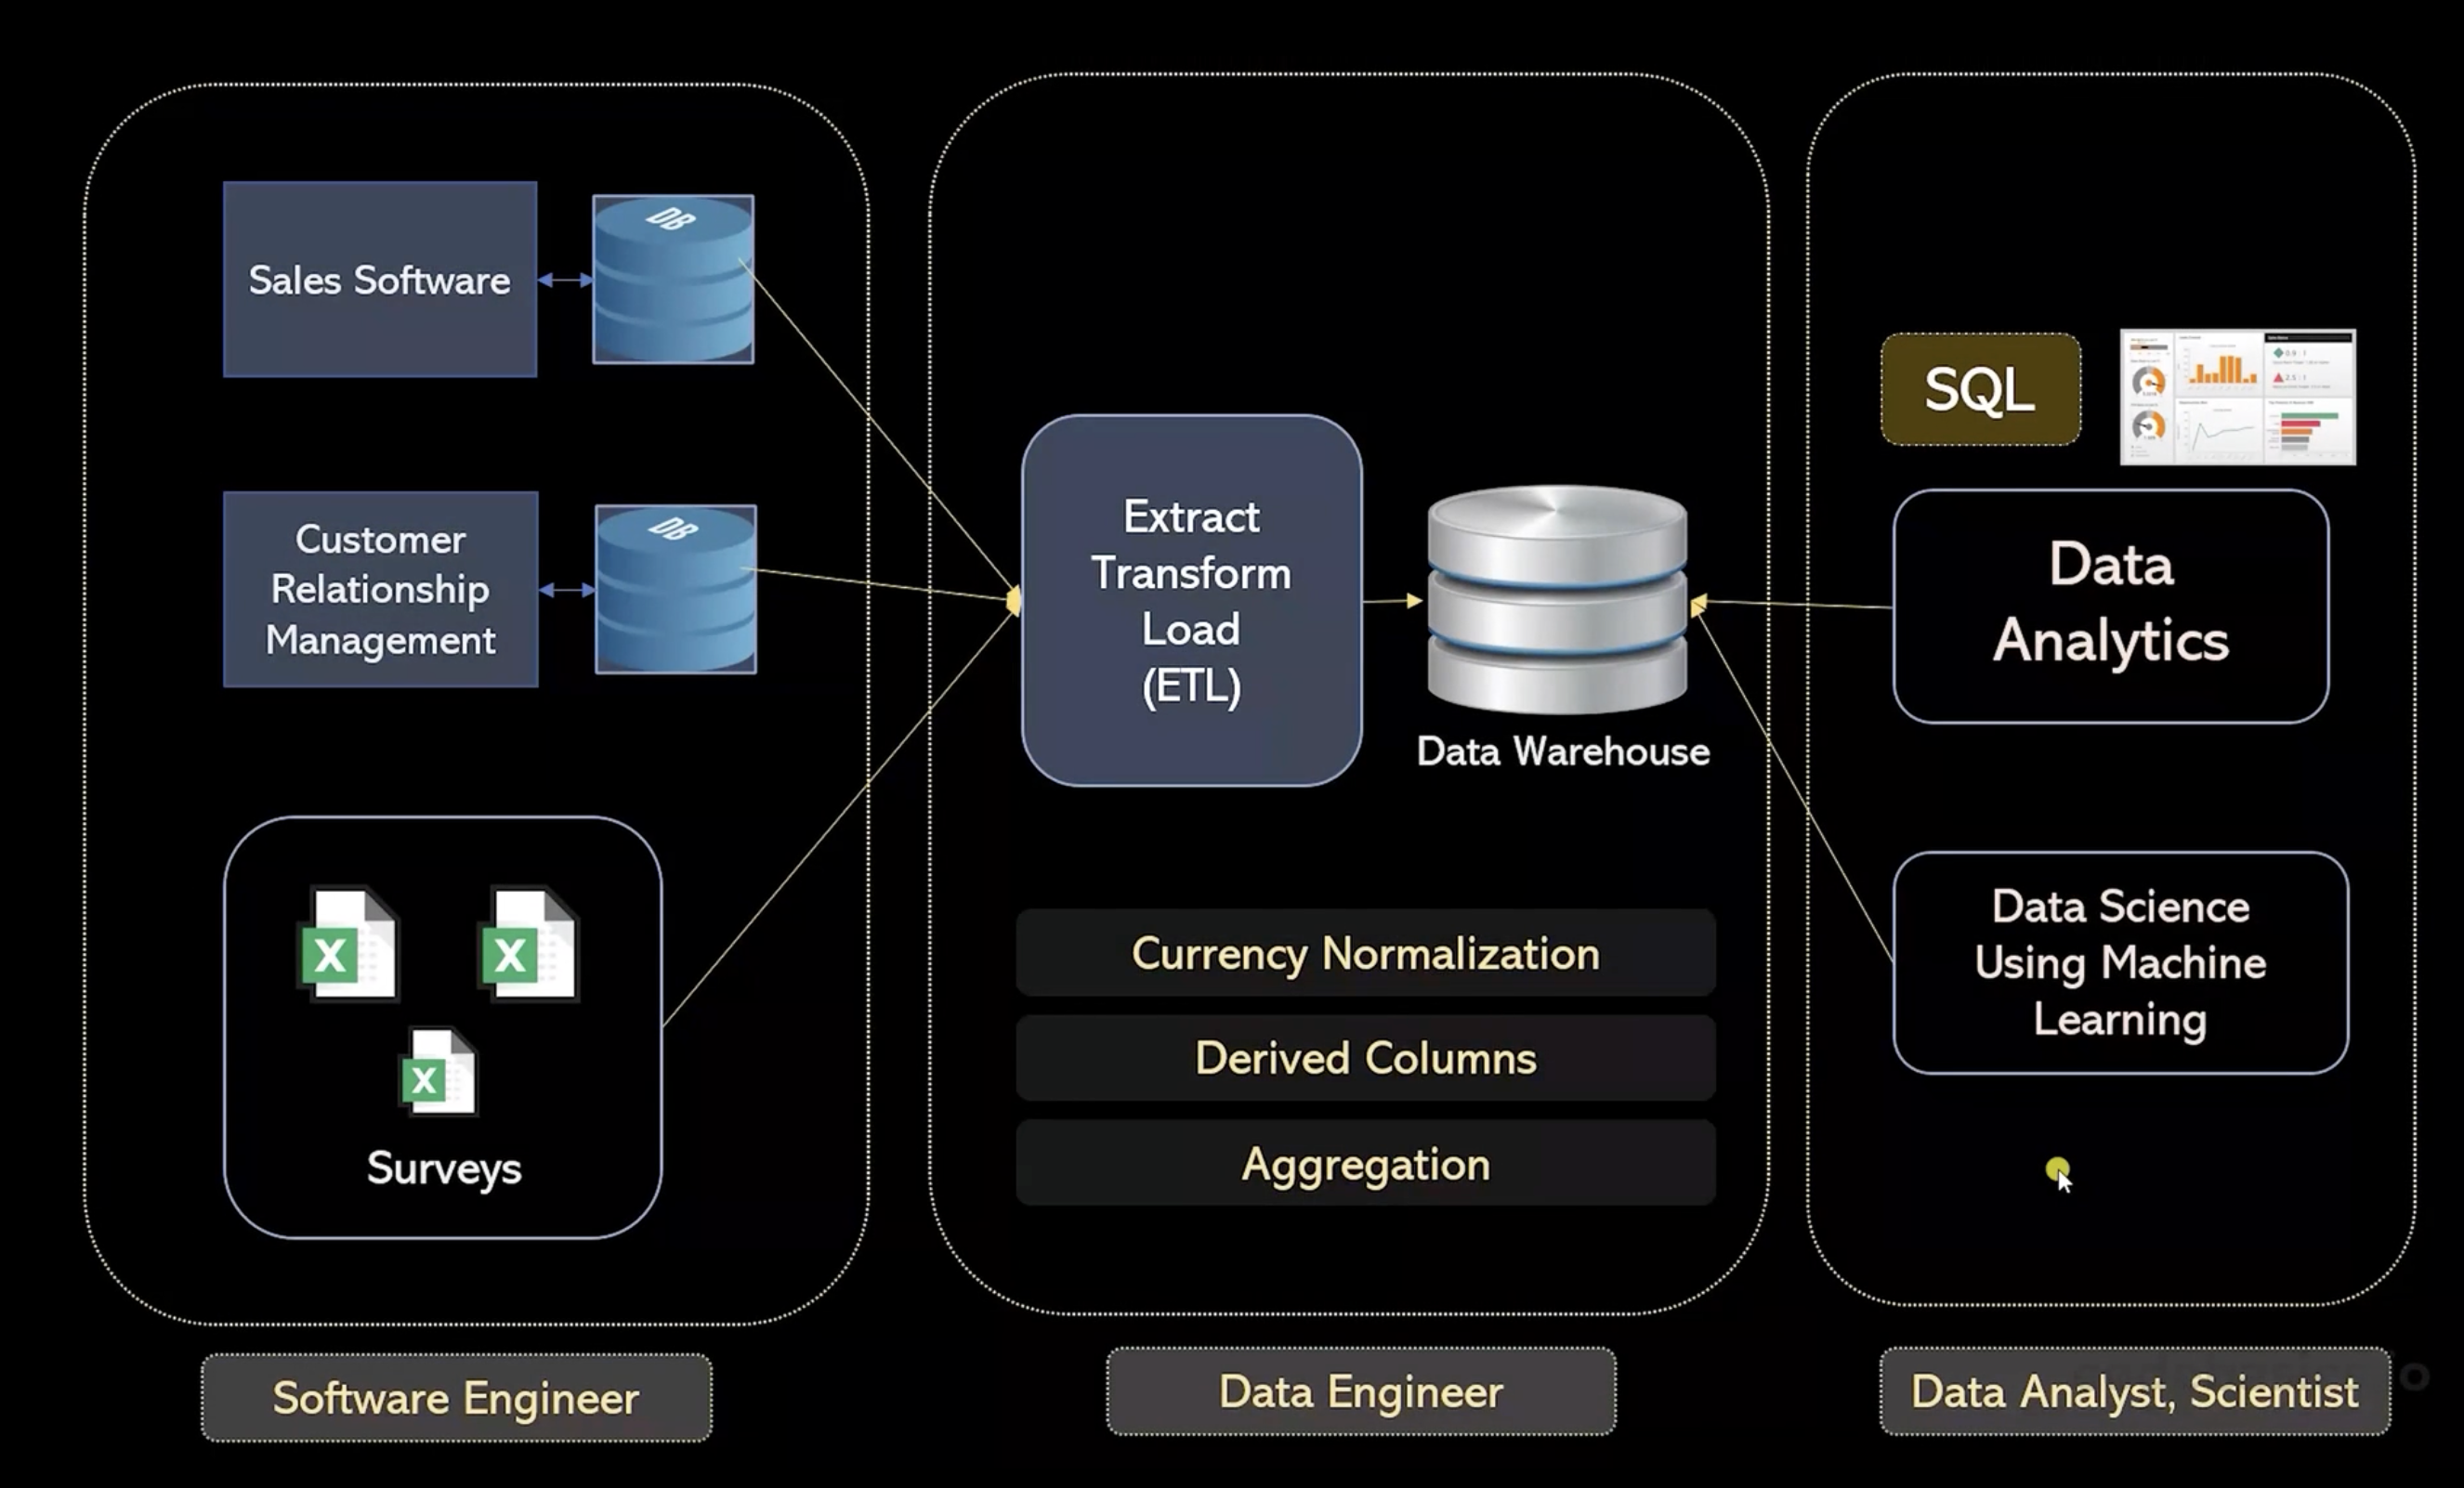 Sales Software
DB
Customer
Relationship
Management
DB
X
X
X
Surveys
Software Engineer
Extract
Transform
Load
(ETL)
Data Warehouse
Currency Normalization
Derived Columns
Aggregation
Data Engineer
SQL
Data
Analytics
Data Science
Using Machine
Learning
Data Analyst, Scientist